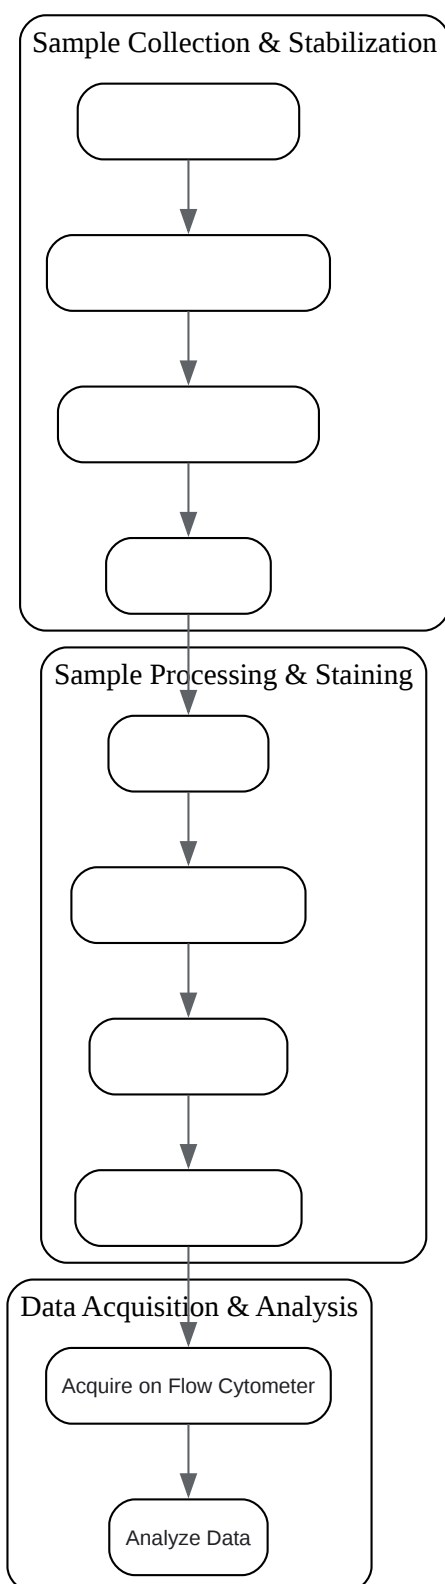 Sample Collection & Stabilization
Sample Processing & Staining
Data Acquisition & Analysis
Acquire on Flow Cytometer
Analyze Data